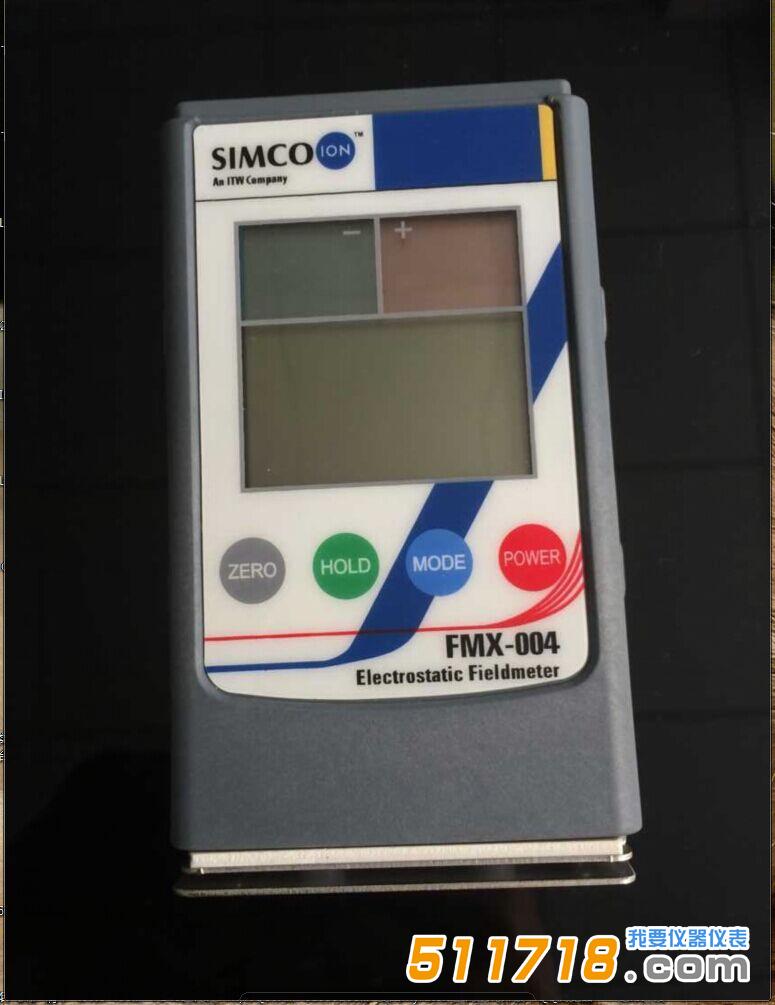 SIMCO ION™
An ITW Company
− +
ZERO HOLD MODE POWER
FMX-004
Electrostatic Fieldmeter
我要仪器仪表
511718.com